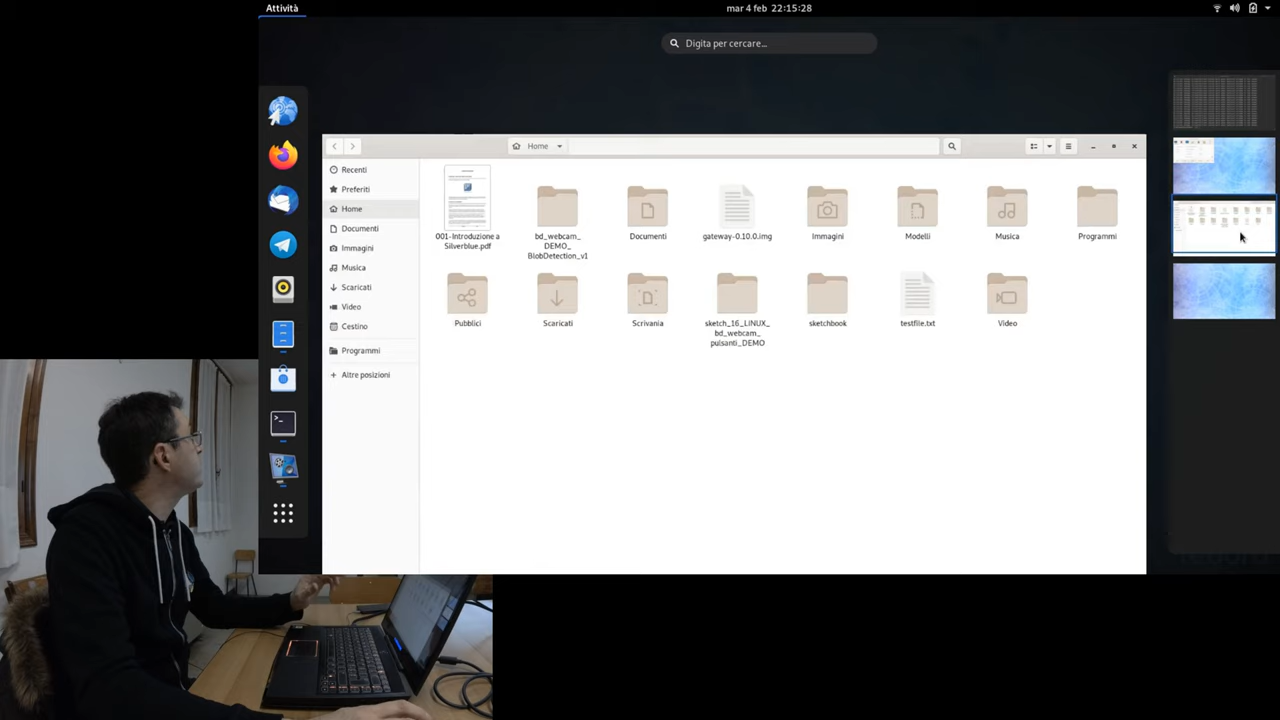 Attività
mar 4 feb 22:15:28
Digita per cercare...
Home
Recenti
Preferiti
Home
Documenti
Immagini
Musica
Scaricati
Video
Cestino
Programmi
+ Altre posizioni
001-Introduzione a
Silverblue.pdf
bd_webcam_
DEMO_
BlobDetection_v1
Documenti
gateway-0.10.0.img
Immagini
Modelli
Musica
Programmi
Pubblici
Scaricati
Scrivania
sketch_16_LINUX_
bd_webcam_
pulsanti_DEMO
sketchbook
testfile.txt
Video